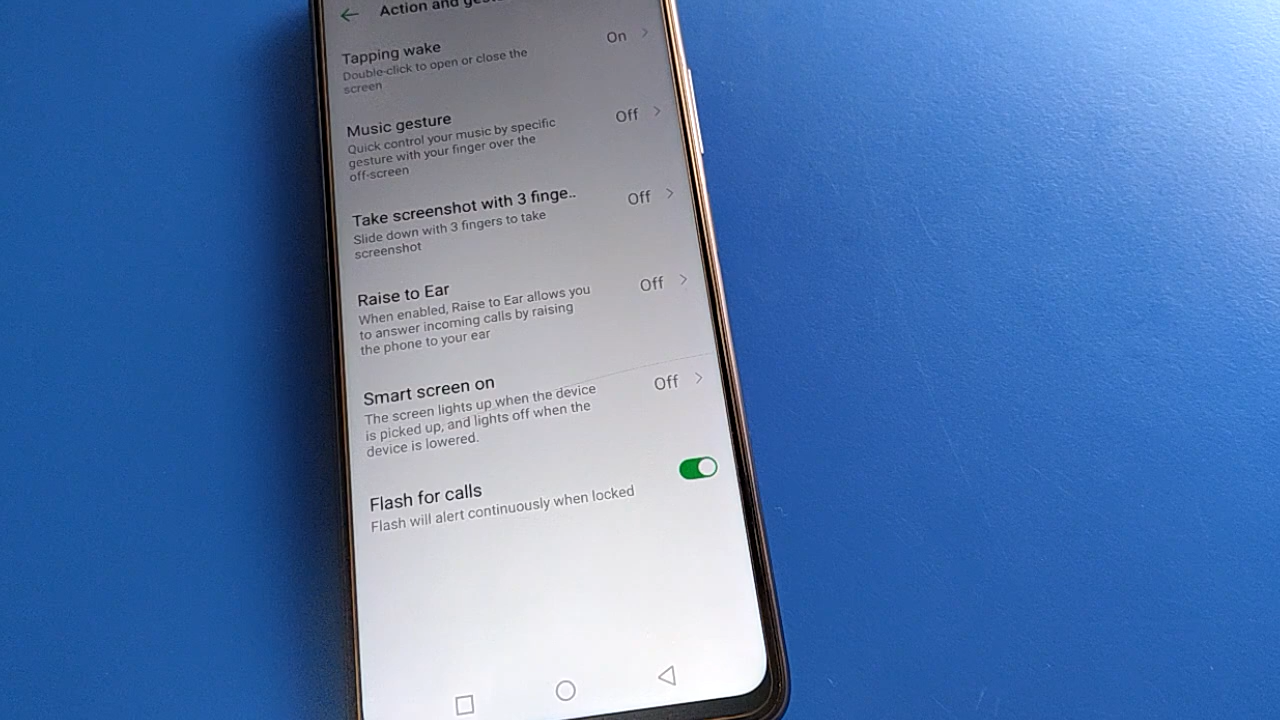 Action and
Tapping wake
On
Double-click to open or close the
screen
Music gesture
Off
Quick control your music by specific
gesture with your finger over the
off-screen
Take screenshot with 3 finge..
Off
Slide down with 3 fingers to take
screenshot
Raise to Ear
Off
When enabled, Raise to Ear allows you
to answer incoming calls by raising
the phone to your ear
Smart screen on
Off
The screen lights up when the device
is picked up, and lights off when the
device is lowered.
Flash for calls
Flash will alert continuously when locked